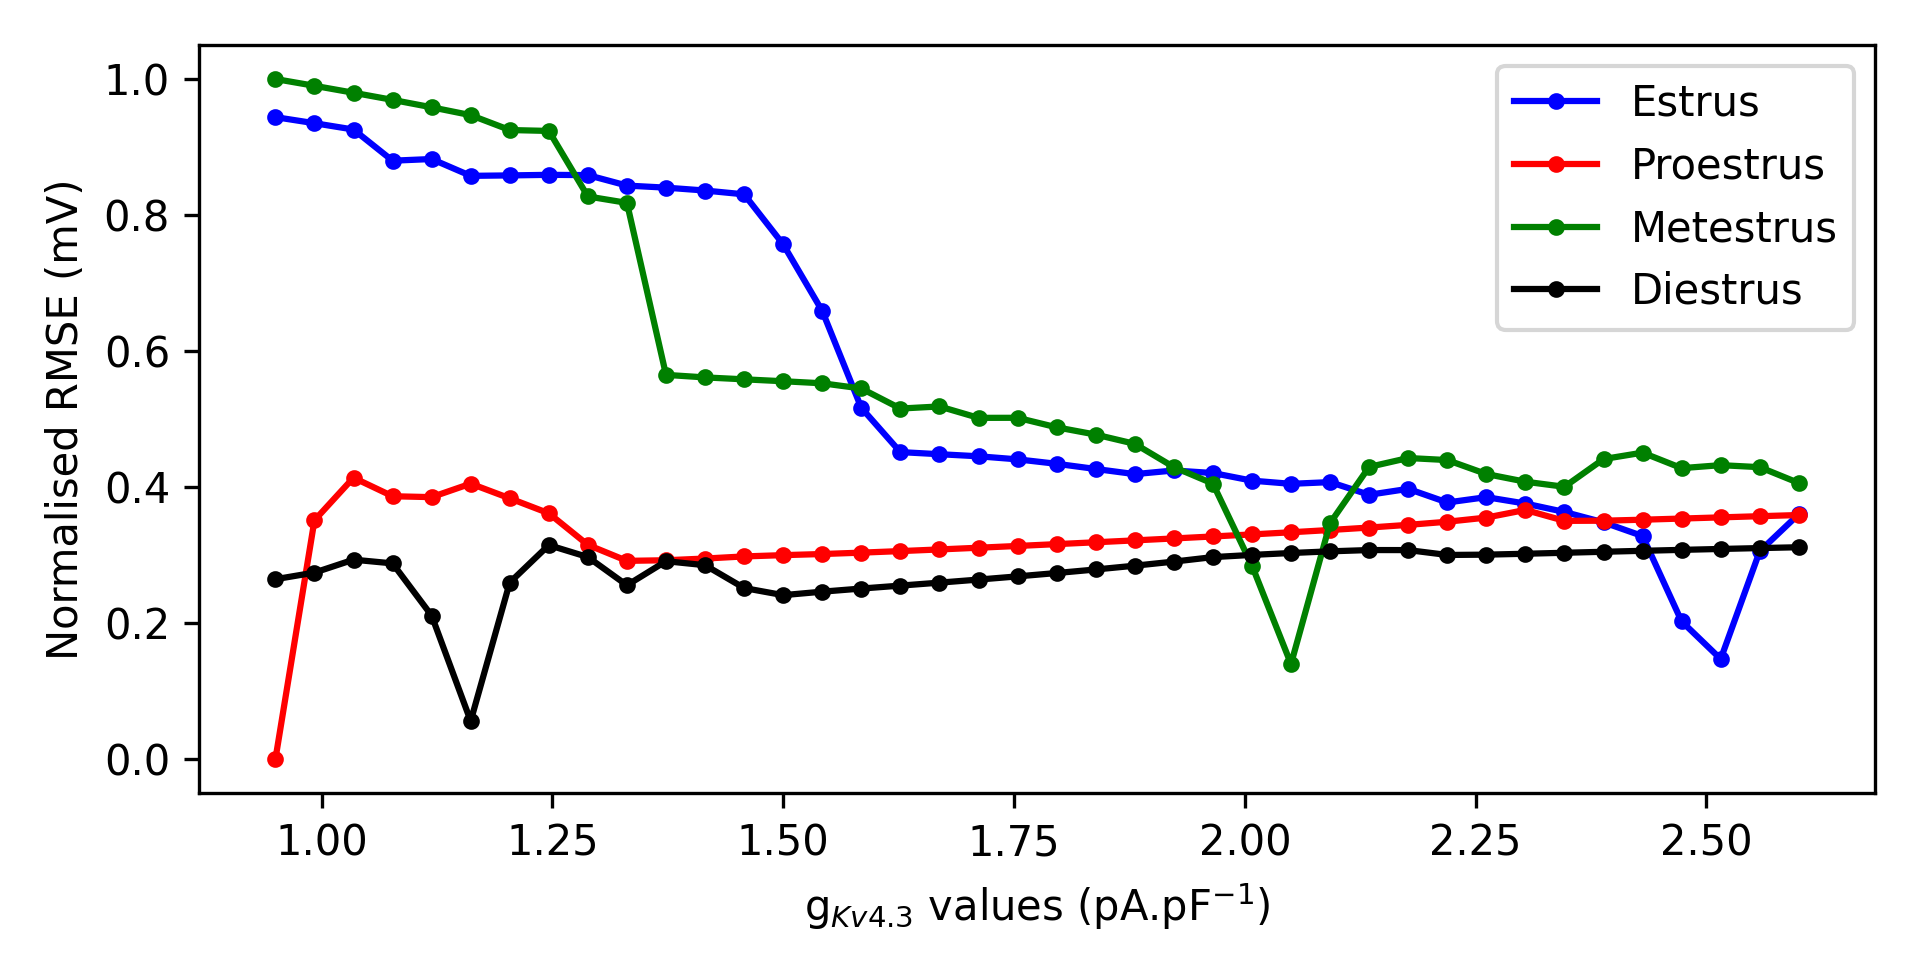 Estrus
Proestrus
Metestrus
Diestrus
Normalised RMSE (mV)
1.0
0.8
0.6
0.4
0.2
0.0
1.00 1.25 1.50 1.75 2.00 2.25 2.50
g_{Kv4.3} values (pA.pF^{−1})